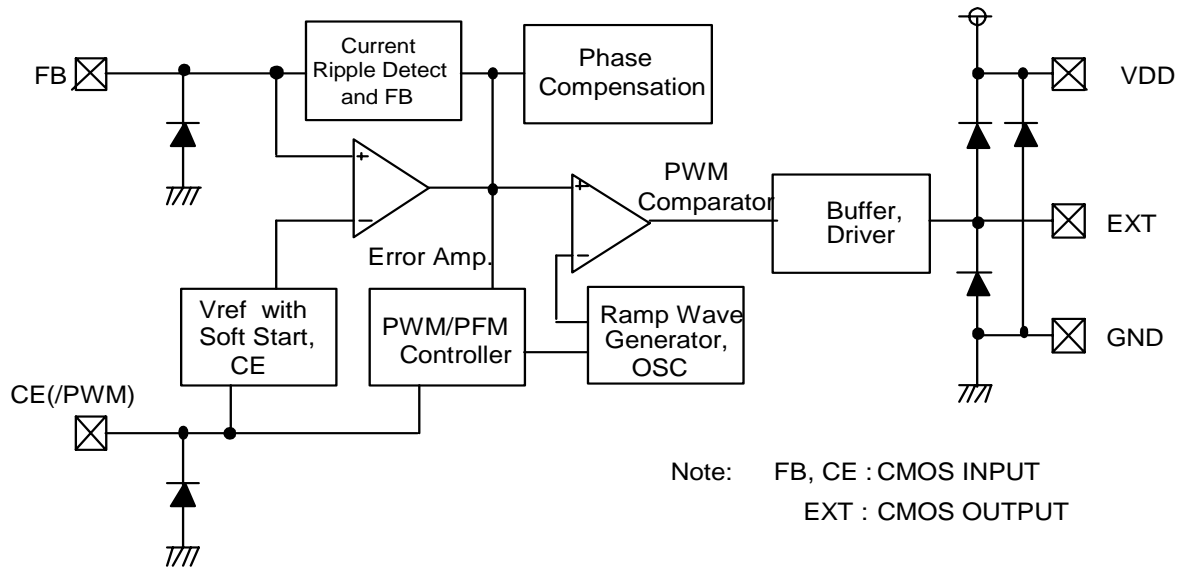 FB
Current
Ripple Detect
and FB
Phase
Compensation
VDD
+
−
Error Amp.
+
−
PWM
Comparator
Buffer,
Driver
EXT
Vref with
Soft Start,
CE
PWM/PFM
Controller
Ramp Wave
Generator,
OSC
GND
CE(/PWM)
Note: FB, CE : CMOS INPUT
EXT : CMOS OUTPUT